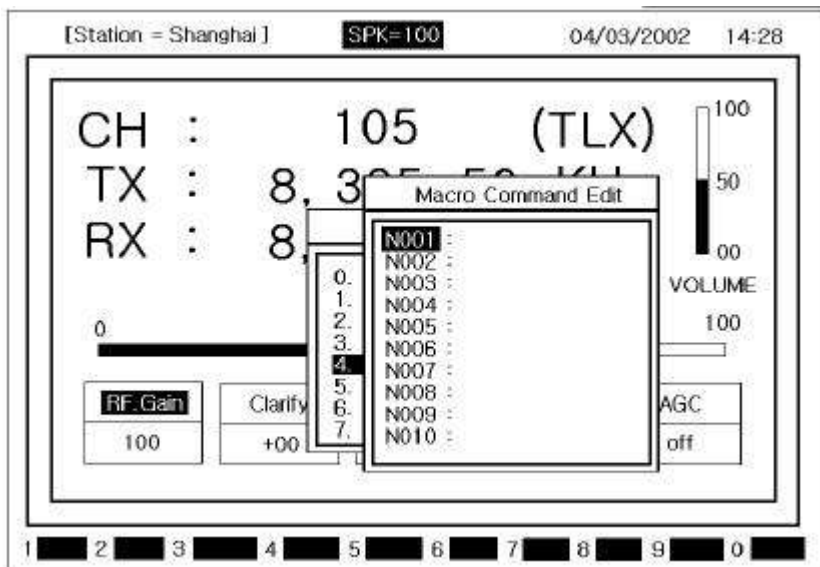 [Station = Shanghai] SPK=100 04/03/2002 14:28
CH : 105 (TLX)
TX : 8,
RX : 8,
100
50
00
VOLUME
0 100
Macro Command Edit
N001 :
N002 :
N003 :
N004 :
N005 :
N006 :
N007 :
N008 :
N009 :
N010 :
0.
1.
2.
3.
4.
5.
6.
7.
RF.Gain Clarify AGC
100 +00 off
1 2 3 4 5 6 7 8 9 0